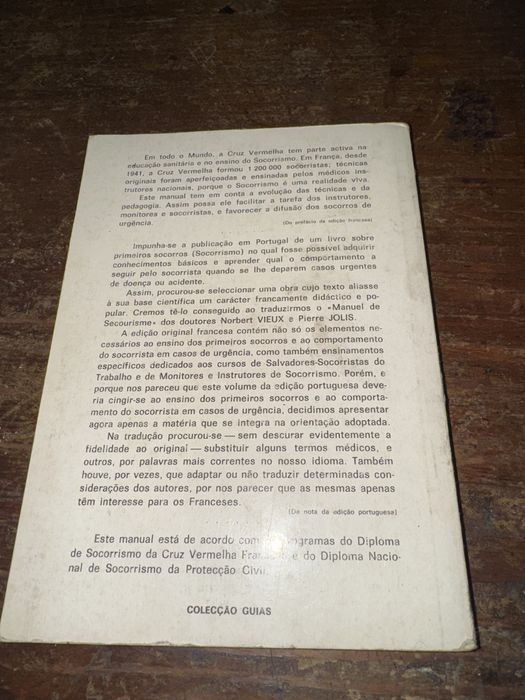 Em todo o Mundo, a Cruz Vermelha tem parte activa na
educação sanitária e no ensino do Socorrismo. Em França, desde
1941, a Cruz Vermelha formou 1 200 000 socorristas; técnicas
originais foram aperfeiçoadas e ensinadas pelos médicos ins-
trutores nacionais, porque o Socorrismo é uma realidade viva.
Este manual tem em conta a evolução das técnicas e da
pedagogia. Assim possa ele facilitar a tarefa dos instrutores,
monitores e socorristas, e favorecer a difusão dos socorros de
urgência.
(Do prefácio da edição francesa)
Impunha-se a publicação em Portugal de um livro sobre
primeiros socorros (Socorrismo) no qual fosse possível adquirir
conhecimentos básicos e aprender qual o comportamento a
seguir pelo socorrista quando se lhe deparem casos urgentes
de doença ou acidente.
Assim, procurou-se seleccionar uma obra cujo texto aliasse
à sua base científica um carácter francamente didáctico e po-
pular. Cremos tê-lo conseguido ao traduzirmos o «Manuel de
Secourisme» dos doutores Norbert VIEUX e Pierre JOLIS.
A edição original francesa contém não só os elementos ne-
cessários ao ensino dos primeiros socorros e ao comportamento
do socorrista em casos de urgência, como também ensinamentos
específicos dedicados aos cursos de Salvadores-Socorristas do
Trabalho e de Monitores e Instrutores de Socorrismo. Porém, e
porque nos pareceu que este volume da edição portuguesa deve-
ria cingir-se ao ensino dos primeiros socorros e ao comporta-
mento do socorrista em casos de urgência, decidimos apresentar
agora apenas a matéria que se integra na orientação adoptada.
Na tradução procurou-se — sem descurar evidentemente a
fidelidade ao original — substituir alguns termos médicos, e
outros, por palavras mais correntes no nosso idioma. Também
houve, por vezes, que adaptar ou não traduzir determinadas con-
siderações dos autores, por nos parecer que as mesmas apenas
têm interesse para os Franceses.
(Da nota da edição portuguesa)
Este manual está de acordo com ogramas do Diploma
de Socorrismo da Cruz Vermelha Fran e do Diploma Nacio-
nal de Socorrismo da Protecção Civil.
COLECÇÃO GUIAS